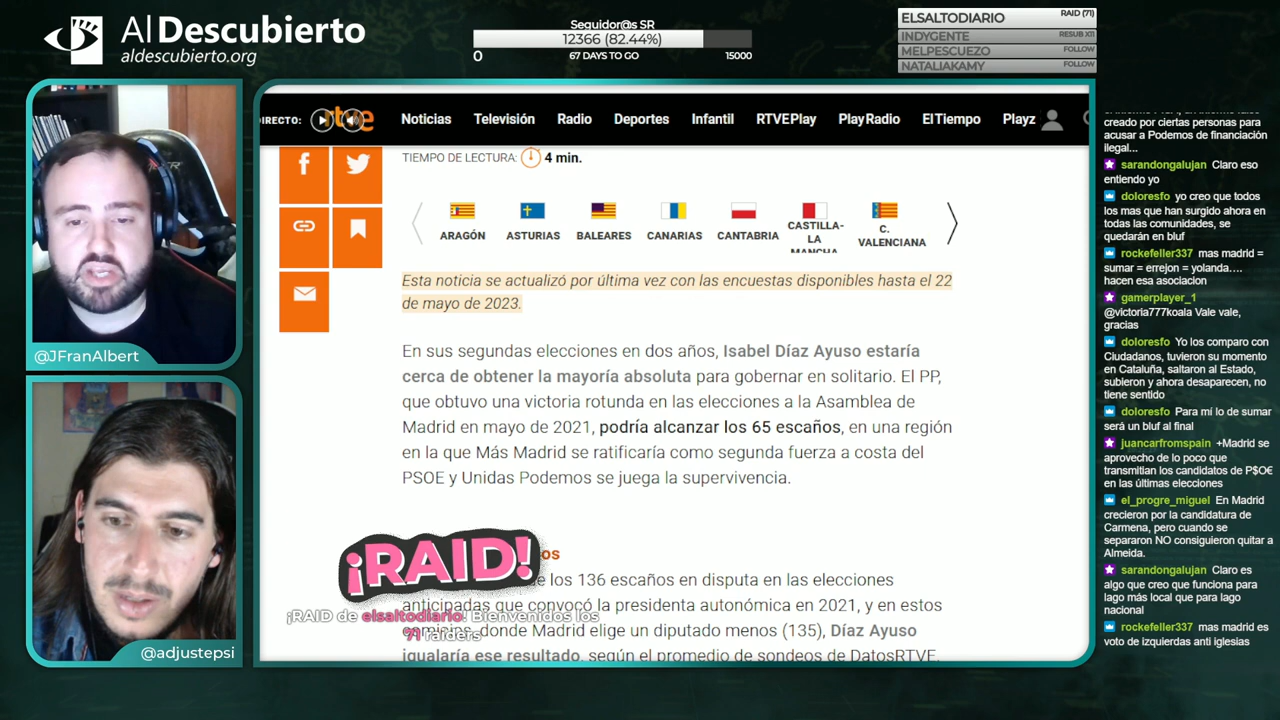 Al Descubierto
aldescubierto.org
Seguidor@s SR
12366 (82.44%)
0
67 DAYS TO GO
15000
ELSALTODIARIO
RAID (71)
INDYGENTE
RESUB X11
MELPESCUEZO
FOLLOW
NATALIAKAMY
FOLLOW
@JFranAlbert
@adjustepsi
DIRECTO:
rtve
Noticias
Televisión
Radio
Deportes
Infantil
RTVEPlay
PlayRadio
ElTiempo
Playz
TIEMPO DE LECTURA:
4 min.
ARAGÓN
ASTURIAS
BALEARES
CANARIAS
CANTABRIA
CASTILLA-
LA
MANCHA
C.
VALENCIANA
Esta noticia se actualizó por última vez con las encuestas disponibles hasta el 22
de mayo de 2023.
En sus segundas elecciones en dos años, Isabel Díaz Ayuso estaría
cerca de obtener la mayoría absoluta para gobernar en solitario. El PP,
que obtuvo una victoria rotunda en las elecciones a la Asamblea de
Madrid en mayo de 2021, podría alcanzar los 65 escaños, en una región
en la que Más Madrid se ratificaría como segunda fuerza a costa del
PSOE y Unidas Podemos se juega la supervivencia.
¡RAID!
os
los 136 escaños en disputa en las elecciones
anticipadas que convocó la presidenta autonómica en 2021, y en estos
¡RAID de elsaltodiario! Bienvenidos los
71 raiders
comicios, donde Madrid elige un diputado menos (135), Díaz Ayuso
igualaría ese resultado, según el promedio de sondeos de DatosRTVE.
creado por ciertas personas para
acusar a Podemos de financiación
ilegal...
sarandongalujan Claro eso
entiendo yo
doloresfo yo creo que todos
los mas que han surgido ahora en
todas las comunidades, se
quedarán en bluf
rockefeller337 mas madrid =
sumar = errejon = yolanda….
hacen esa asociacion
gamerplayer_1
@victoria777koala Vale vale,
gracias
doloresfo Yo los comparo con
Ciudadanos, tuvieron su momento
en Cataluña, saltaron al Estado,
subieron y ahora desaparecen, no
tiene sentido
doloresfo Para mí lo de sumar
será un bluf al final
juancarfromspain +Madrid se
aprovecho de lo poco que
transmitian los candidatos de P$O€
en las últimas elecciones
el_progre_miguel En Madrid
crecieron por la candidatura de
Carmena, pero cuando se
separaron NO consiguieron quitar a
Almeida.
sarandongalujan Claro es
algo que creo que funciona para
lago más local que para lago
nacional
rockefeller337 mas madrid es
voto de izquierdas anti iglesias